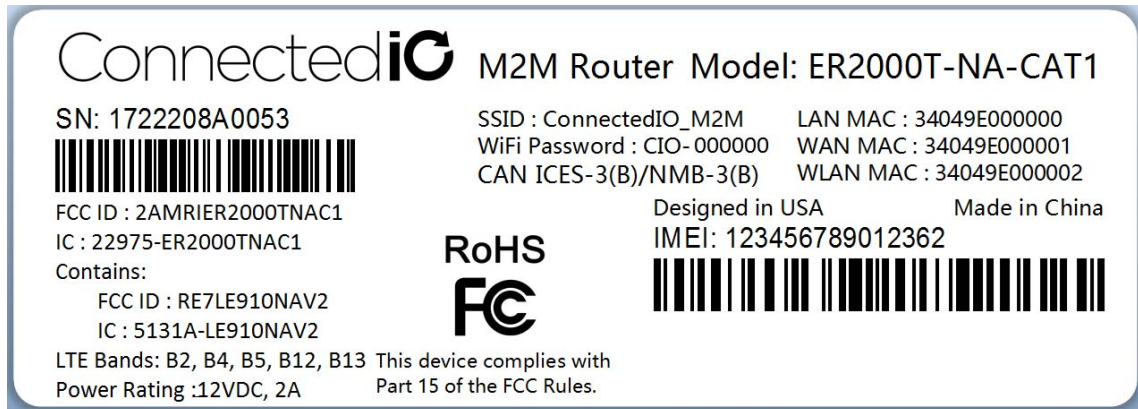 ConnectediO M2M Router Model: ER2000T-NA-CAT1
SN: 1722208A0053
SSID : ConnectedIO_M2M
WiFi Password : CIO- 000000
CAN ICES-3(B)/NMB-3(B)
LAN MAC : 34049E000000
WAN MAC : 34049E000001
WLAN MAC : 34049E000002
FCC ID : 2AMRIER2000TNAC1
IC : 22975-ER2000TNAC1
Contains:
FCC ID : RE7LE910NAV2
IC : 5131A-LE910NAV2
LTE Bands: B2, B4, B5, B12, B13
Power Rating :12VDC, 2A
RoHS
FC
This device complies with
Part 15 of the FCC Rules.
Designed in USA Made in China
IMEI: 123456789012362